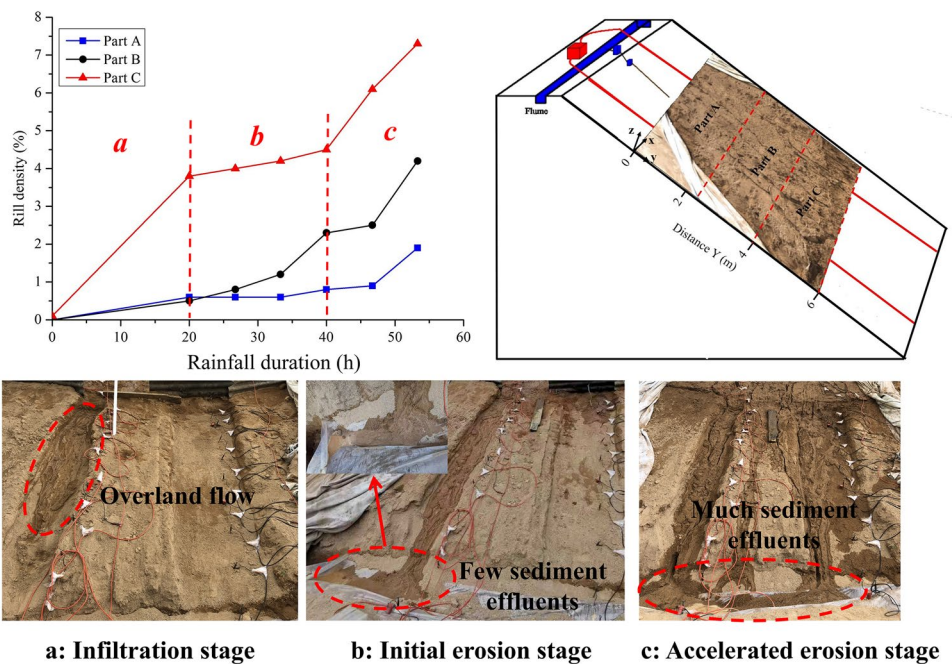 8
7
6
5
4
3
2
1
0
Rill density (%)
Part A
Part B
Part C
a
b
c
0 10 20 30 40 50 60
Rainfall duration (h)
Flume
z
x
y
0
2
4
6
Distance Y (m)
Part A
Part B
Part C
Overland flow
Few sediment
effluents
Much sediment
effluents
a: Infiltration stage
b: Initial erosion stage
c: Accelerated erosion stage